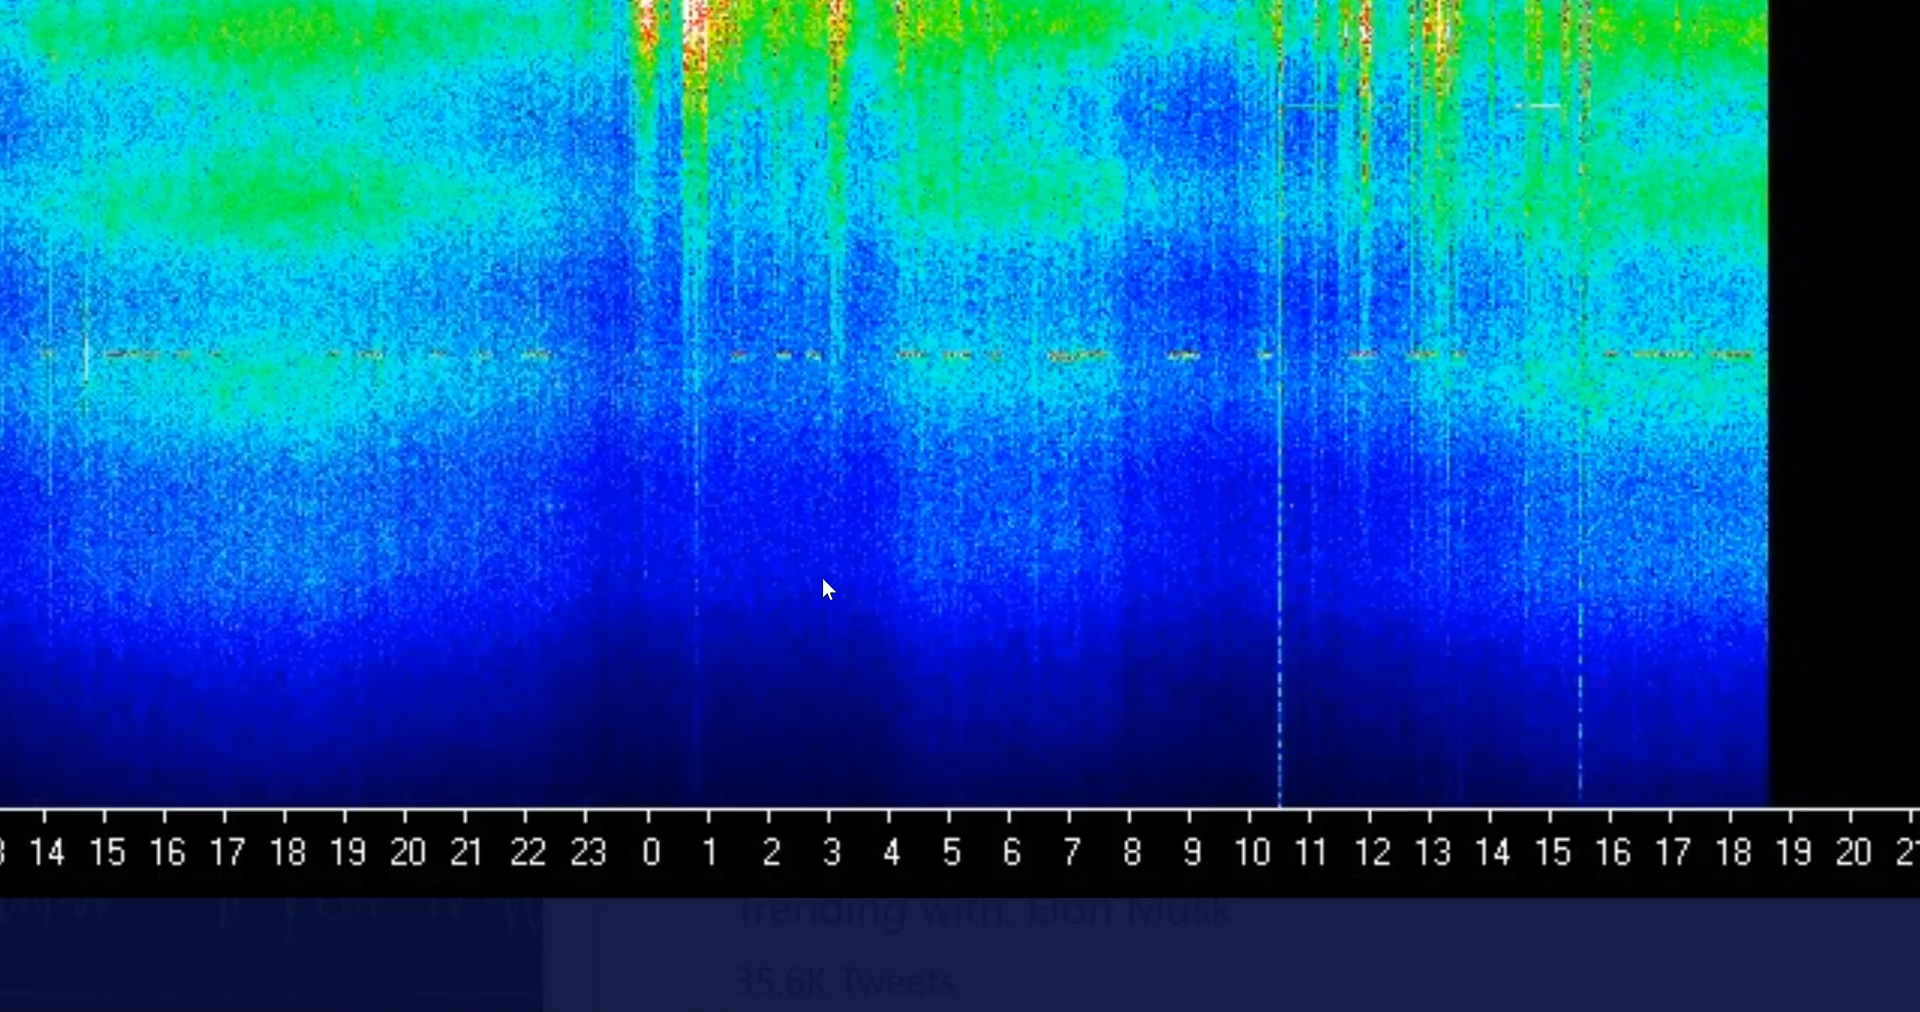 14 15 16 17 18 19 20 21 22 23 0 1 2 3 4 5 6 7 8 9 10 11 12 13 14 15 16 17 18 19 20
Trending with: Elon Musk
35.6K Tweets